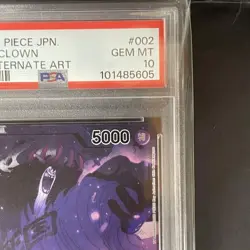 PIECE JPN. #002
CLOWN GEM MT
TERNATE ART 10
PSA 101485605
5000